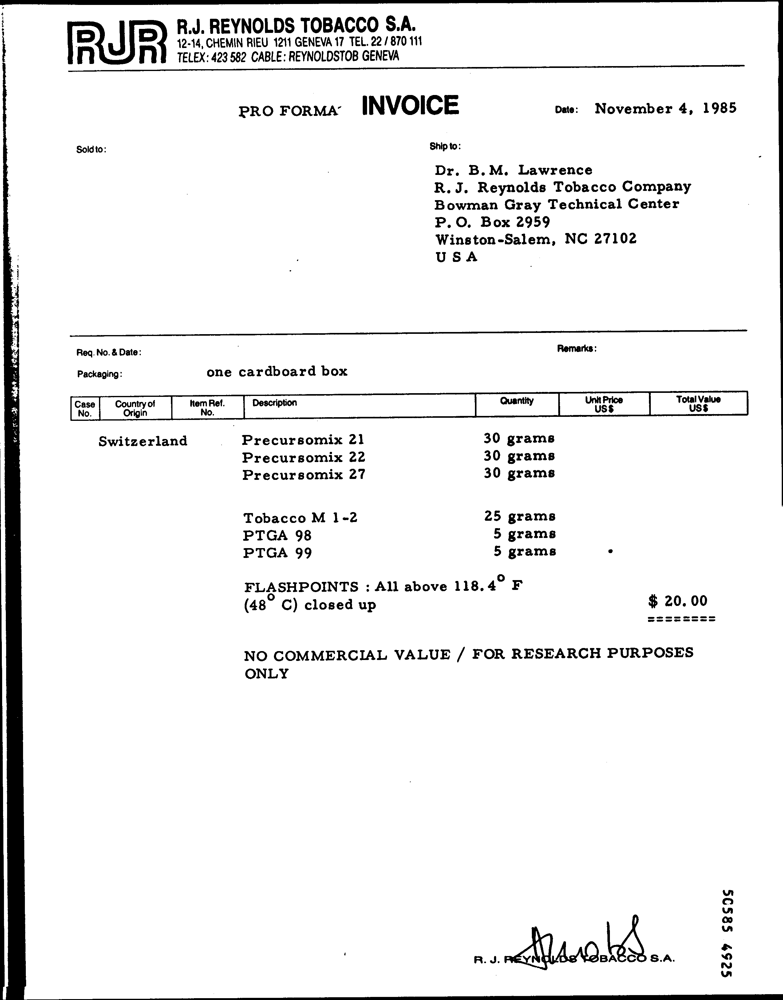 RJR
R.J. REYNOLDS TOBACCO S.A.
12-14, CHEMIN RIEU 1211 GENEVA 17 TEL. 22 / 870 111
TELEX: 423 582 CABLE: REYNOLDSTOB GENEVA
PRO FORMA INVOICE
Date: November 4, 1985
Sold to:
Ship to:
Dr. B.M. Lawrence
R.J. Reynolds Tobacco Company
Bowman Gray Technical Center
P.O. Box 2959
Winston-Salem, NC 27102
U S A
Req. No. & Date:
Remarks:
Packaging: one cardboard box
Case No. Country of Origin Item Ref. No. Description Quantity Unit Price US $ Total Value US $
Switzerland Precursomix 21 30 grams
Precursomix 22 30 grams
Precursomix 27 30 grams
Tobacco M 1-2 25 grams
PTGA 98 5 grams
PTGA 99 5 grams
FLASHPOINTS : All above 118.4° F
(48° C) closed up $ 20.00
========
NO COMMERCIAL VALUE / FOR RESEARCH PURPOSES
ONLY
R. J. REYNOLDS TOBACCO S.A.
50585 4925